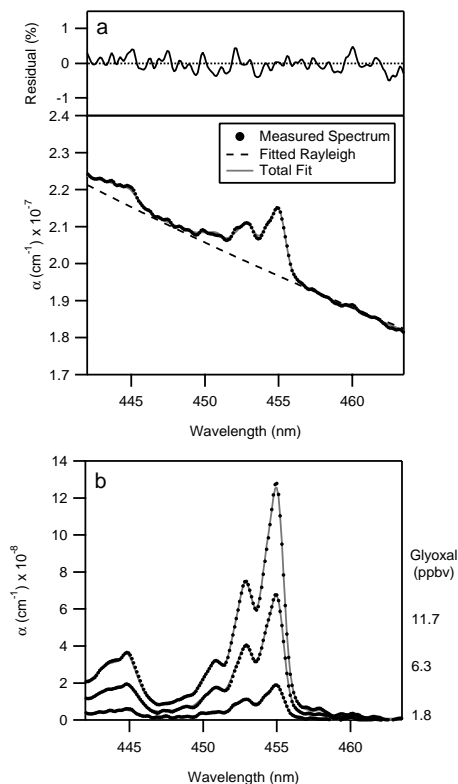 a
Residual (%)
1
0
-1
2.4
2.3
2.2
2.1
2.0
1.9
1.8
1.7
α (cm⁻¹) x 10⁻⁷
Measured Spectrum
Fitted Rayleigh
Total Fit
445 450 455 460
Wavelength (nm)
b
14
12
10
8
6
4
2
0
α (cm⁻¹) x 10⁻⁸
Glyoxal
(ppbv)
11.7
6.3
1.8
445 450 455 460
Wavelength (nm)